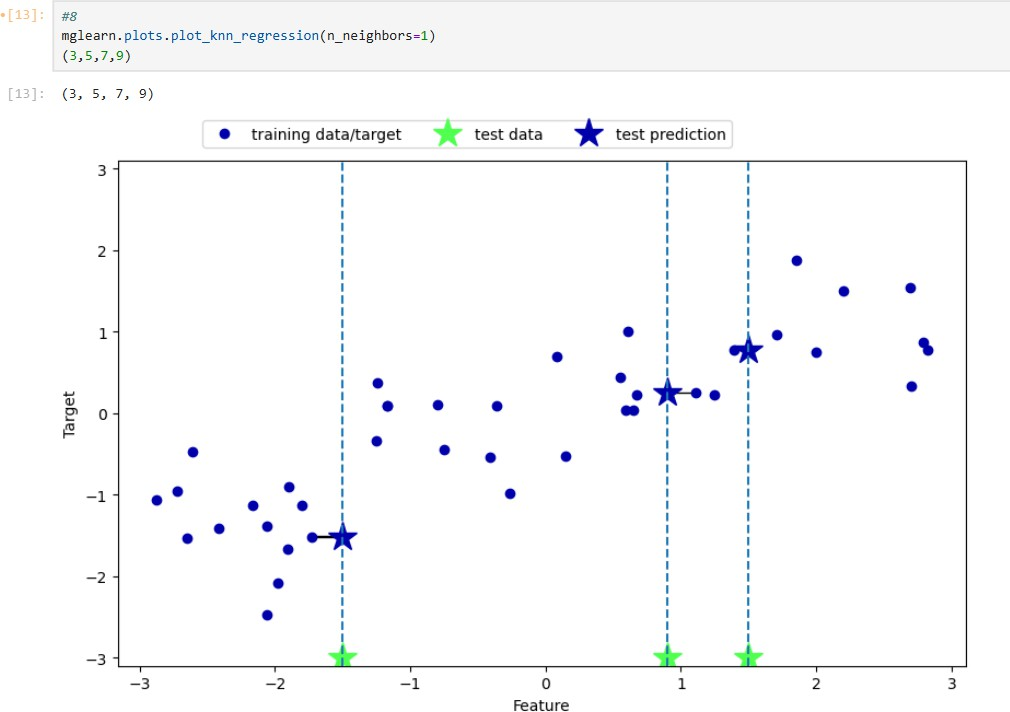 [13]:
#8
mglearn.plots.plot_knn_regression(n_neighbors=1)
(3,5,7,9)
[13]: (3, 5, 7, 9)
training data/target test data test prediction
3
2
1
0
−1
−2
−3
Target
−3 −2 −1 0 1 2 3
Feature